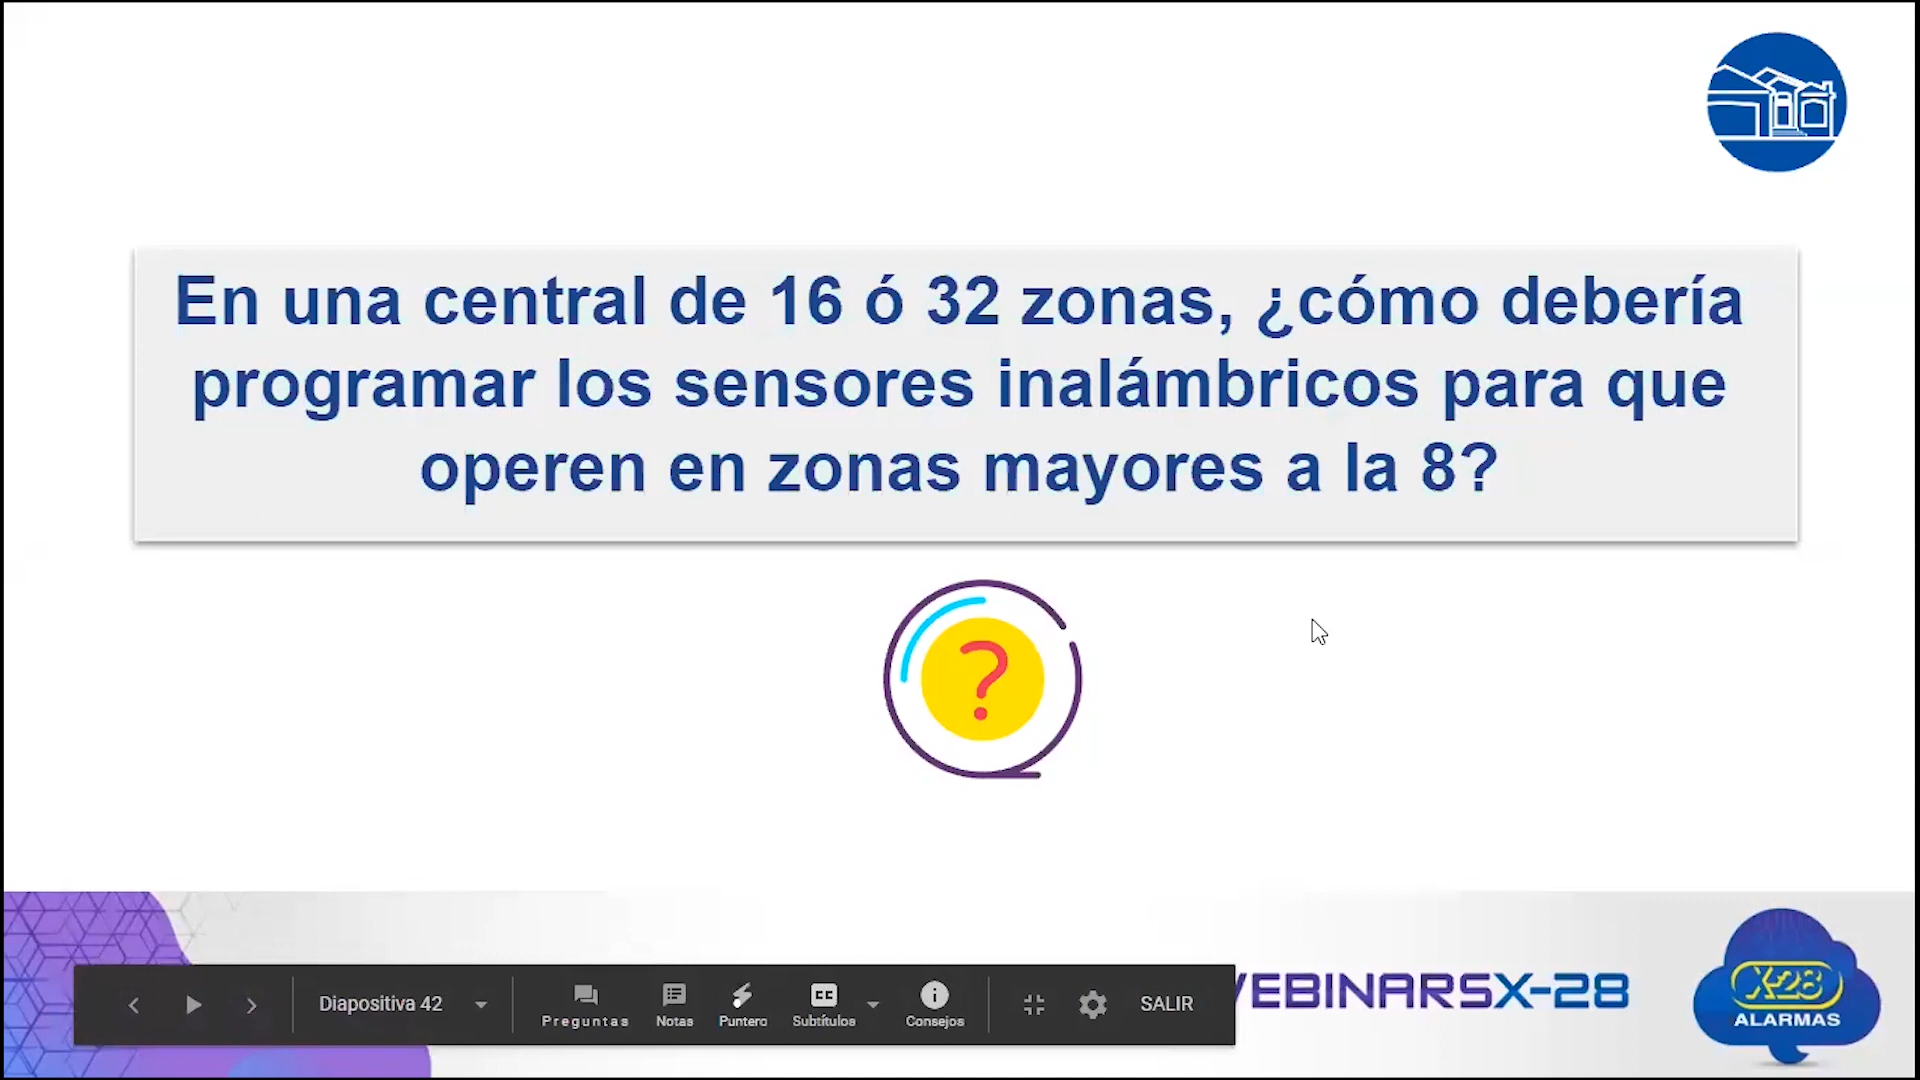 En una central de 16 ó 32 zonas, ¿cómo debería
programar los sensores inalámbricos para que
operen en zonas mayores a la 8?
?
Diapositiva 42
Preguntas
Notas
Puntero
CC
Subtítulos
Consejos
SALIR
EBINARSX-28
X-28
ALARMAS